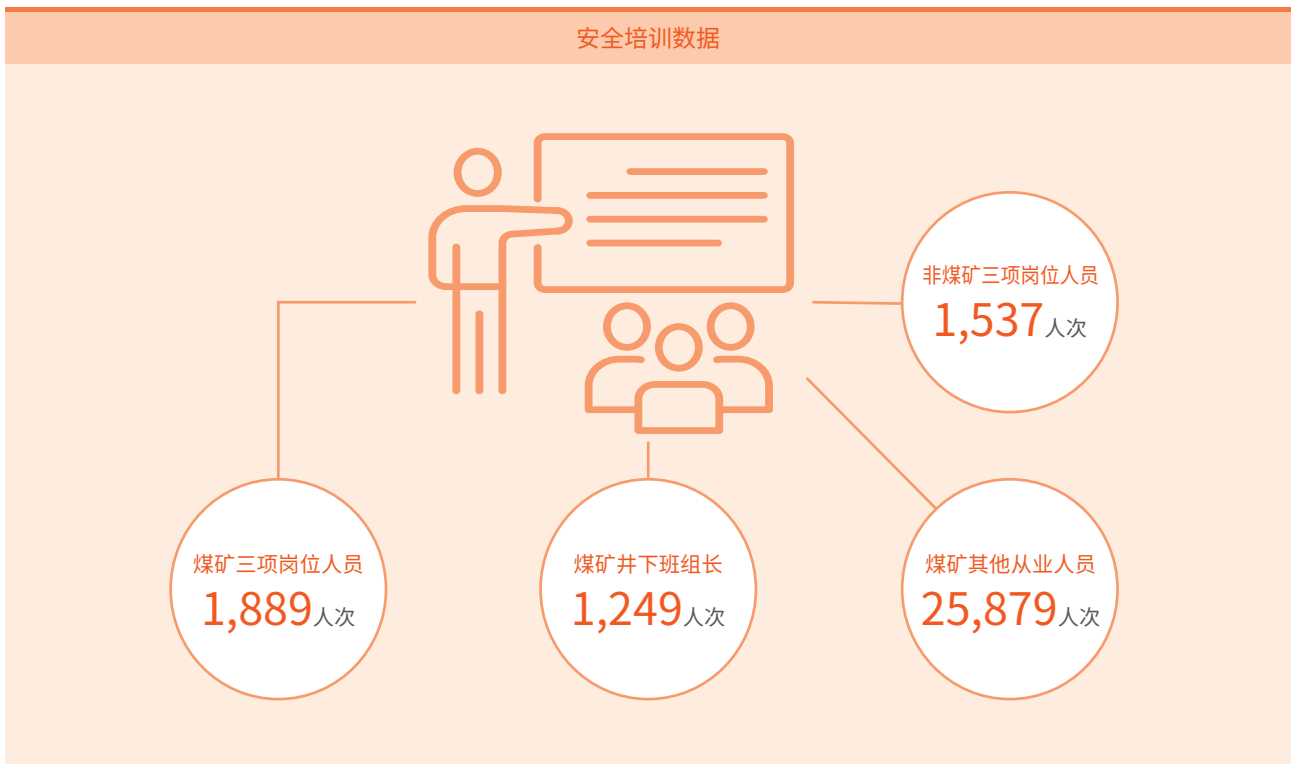 安全培训数据
非煤矿三项岗位人员
1,537人次
煤矿三项岗位人员
1,889人次
煤矿井下班组长
1,249人次
煤矿其他从业人员
25,879人次